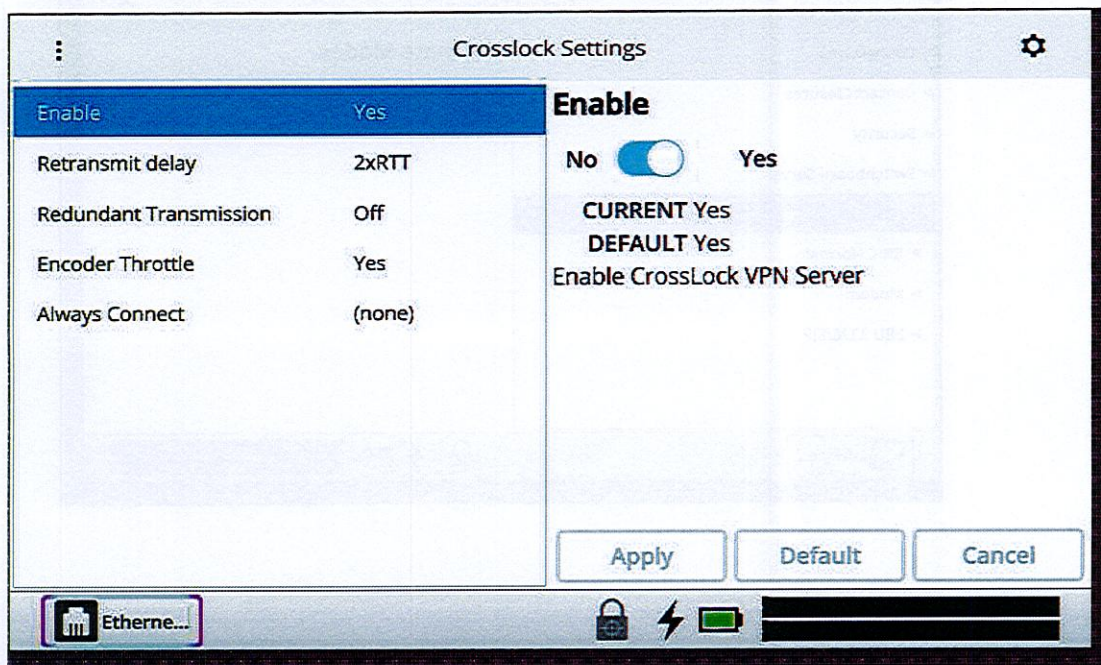 Crosslock Settings
Enable Yes
Retransmit delay 2xRTT
Redundant Transmission Off
Encoder Throttle Yes
Always Connect (none)
Enable
No Yes
CURRENT Yes
DEFAULT Yes
Enable CrossLock VPN Server
Apply Default Cancel
Etherne...